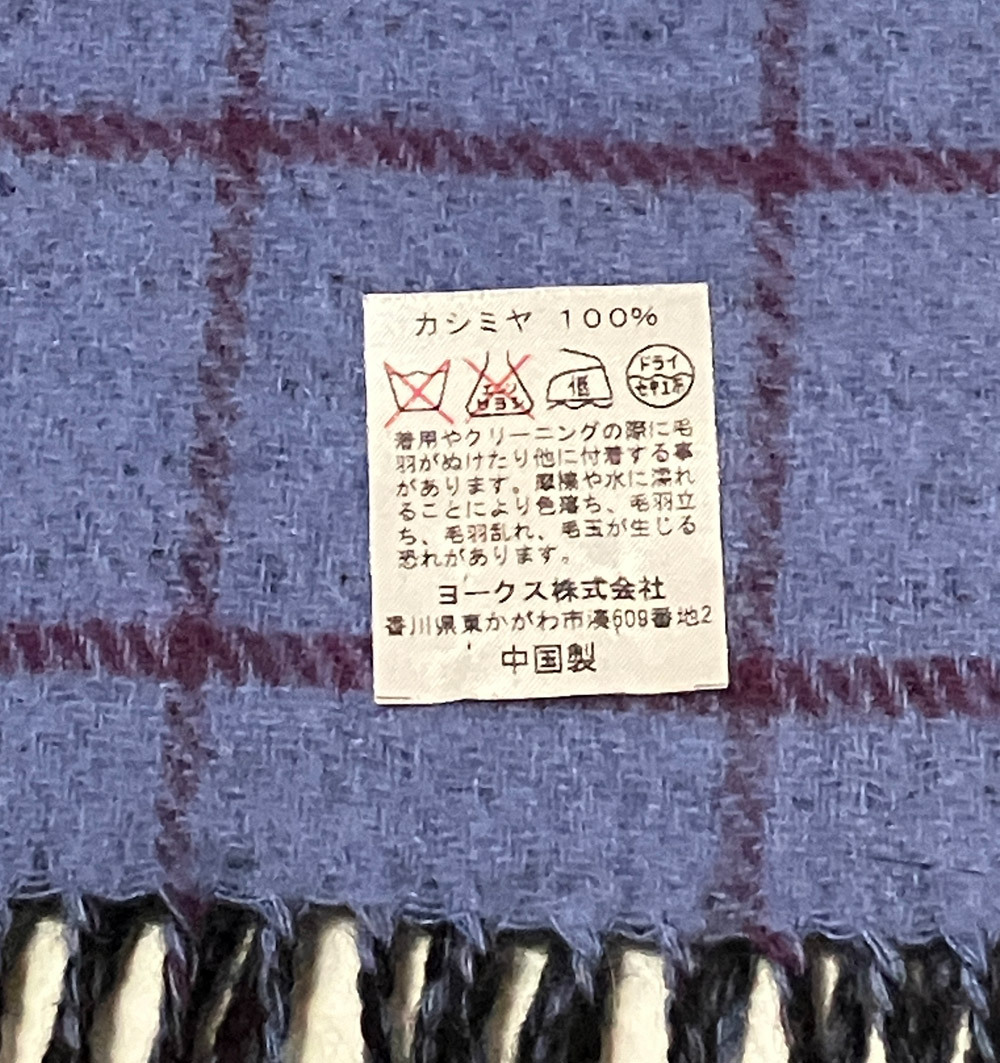 カシミヤ 100%
ドライ
エンソ
サラシ
低
セキユ系
着用やクリーニングの際に毛
羽がぬけたり他に付着する事
があります。摩擦や水に濡れ
ることにより色落ち、毛羽立
ち、毛羽乱れ、毛玉が生じる
恐れがあります。
ヨークス株式会社
香川県東かがわ市湊609番地2
中国製